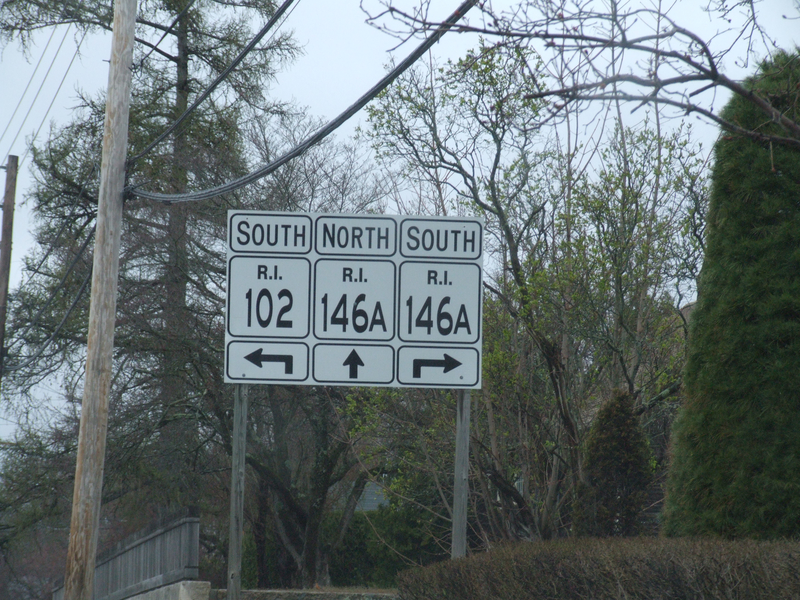 SOUTH NORTH SOUTH
R.I. R.I. R.I.
102 146A 146A